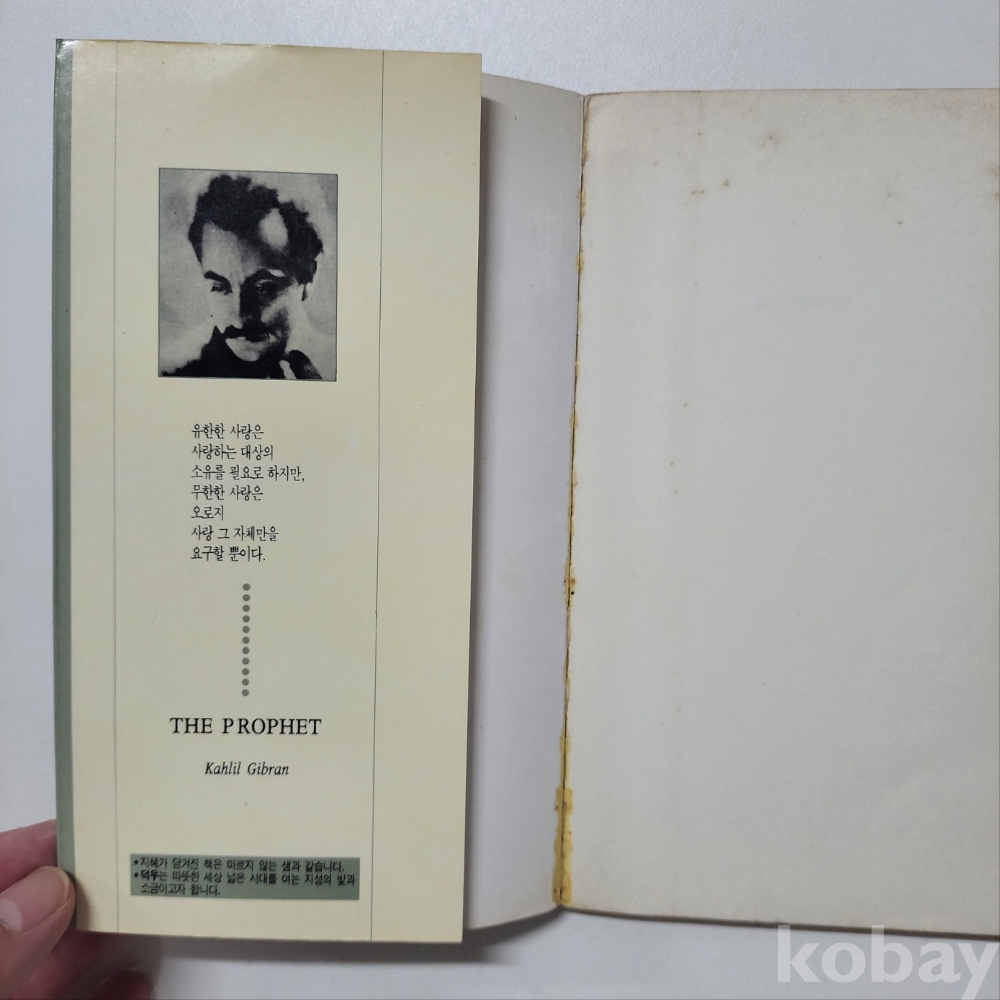 유한한 사랑은
사랑하는 대상의
소유를 필요로 하지만,
무한한 사랑은
오로지
사랑 그 자체만을
요구할 뿐이다.
THE PROPHET
Kahlil Gibran
•지혜가 담겨진 책은 마르지 않는 샘과 같습니다.
•덕우는 따뜻한 세상 넓은 시대를 여는 지성의 빛과
소금이고자 합니다.
kobay